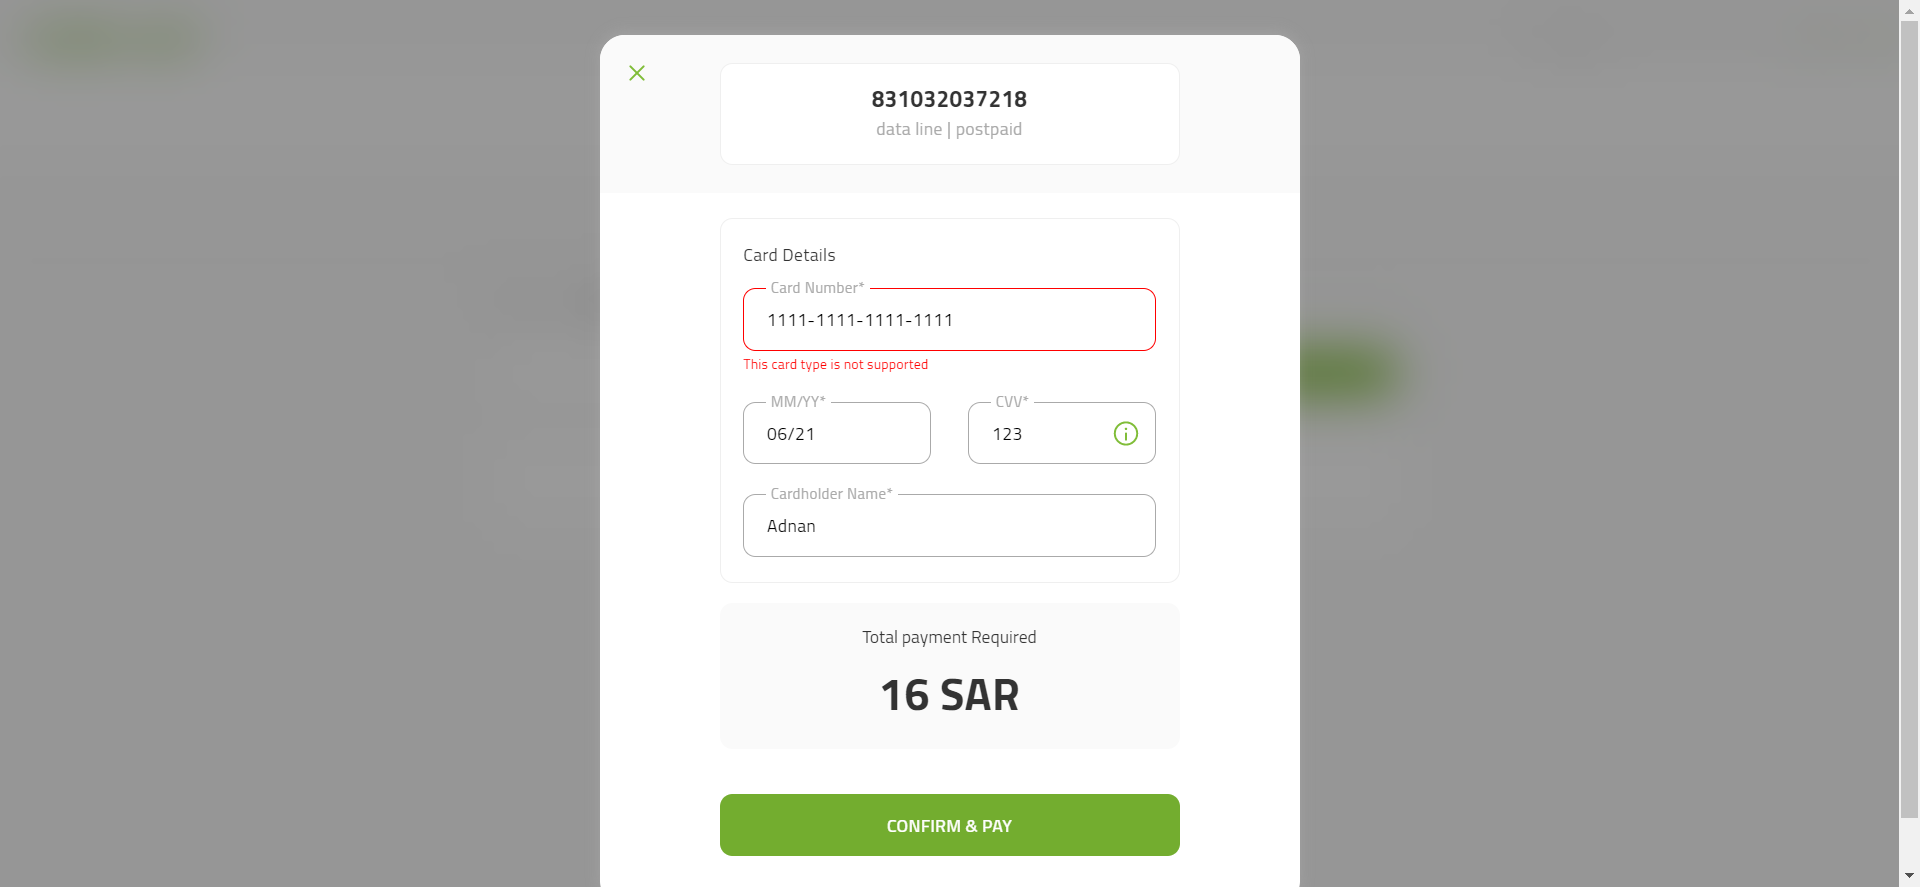 831032037218
data line | postpaid
Card Details
Card Number*
1111-1111-1111-1111
This card type is not supported
MM/YY*
CVV*
06/21
123
Cardholder Name*
Adnan
Total payment Required
16 SAR
CONFIRM & PAY